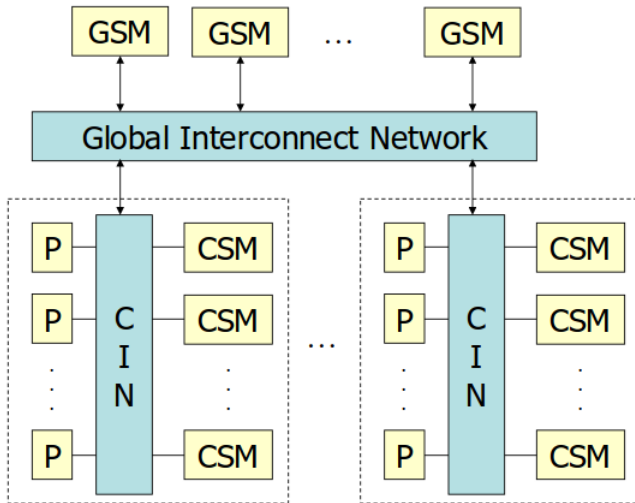 GSM GSM ... GSM
Global Interconnect Network
P CSM P CSM
P CSM ... P CSM
C I N C I N
P CSM P CSM